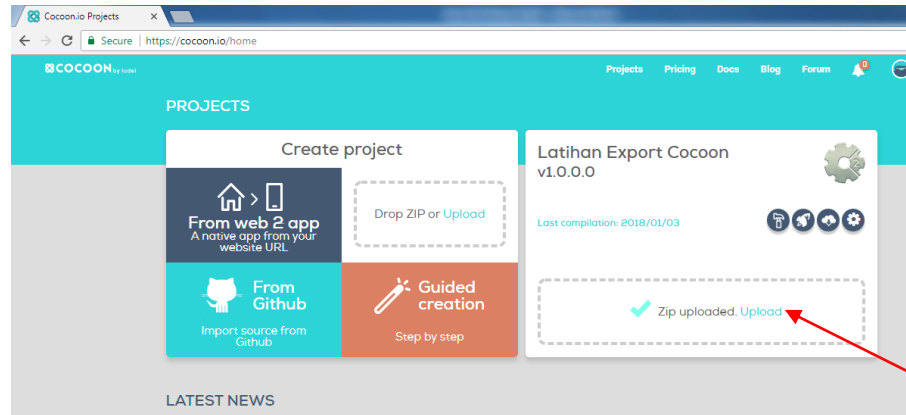 Cocoon.io Projects
Secure | https://cocoon.io/home
COCOON by ludei
Projects Pricing Docs Blog Forum 0
PROJECTS
Create project
From web 2 app
A native app from your
website URL
Drop ZIP or Upload
From
Github
Import source from
Github
Guided
creation
Step by step
Latihan Export Cocoon
v1.0.0.0
Last compilation: 2018/01/03
Zip uploaded. Upload
LATEST NEWS